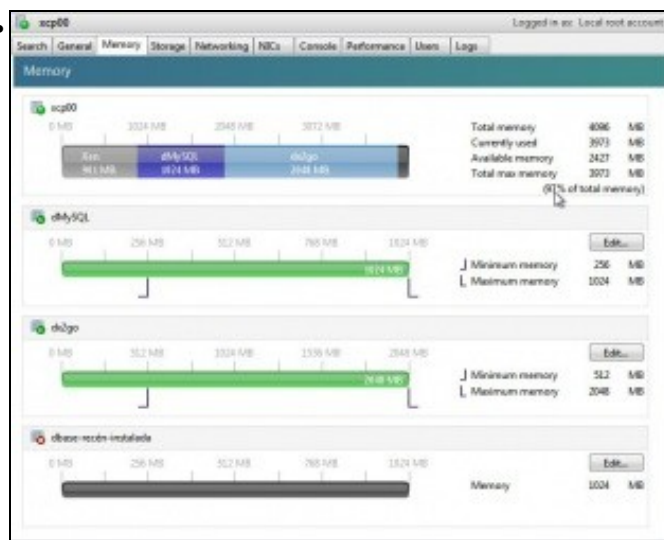 xcp00
Logged in as: Local root account
Search General Memory Storage Networking NICs Console Performance Users Logs
Memory
xcp00
0 MB 1024 MB 2048 MB 3072 MB
Xen dMySQL ds2go
901 MB 1024 MB 2048 MB
Total memory 4096 MB
Currently used 3973 MB
Available memory 2427 MB
Total max memory 3973 MB
(97% of total memory)
dMySQL
0 MB 256 MB 512 MB 768 MB 1024 MB
1024 MB
Edit...
Minimum memory 256 MB
Maximum memory 1024 MB
ds2go
0 MB 512 MB 1024 MB 1536 MB 2048 MB
2048 MB
Edit...
Minimum memory 512 MB
Maximum memory 2048 MB
dbase-recén-instalada
0 MB 256 MB 512 MB 768 MB 1024 MB
Edit...
Memory 1024 MB